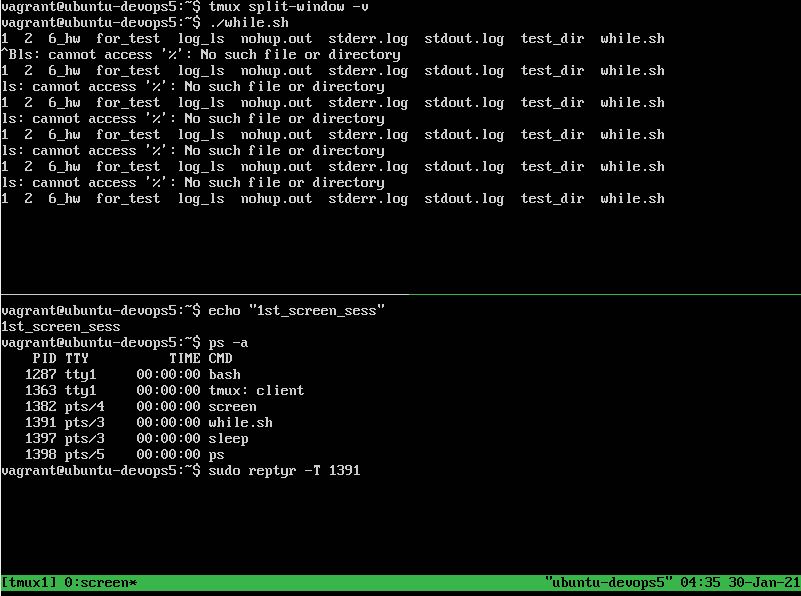 vagrant@ubuntu-devops5:~$ tmux split-window -v
vagrant@ubuntu-devops5:~$ ./while.sh
1  2  6_hw  for_test  log_ls  nohup.out  stderr.log  stdout.log  test_dir  while.sh
^Bls: cannot access '%': No such file or directory
1  2  6_hw  for_test  log_ls  nohup.out  stderr.log  stdout.log  test_dir  while.sh
ls: cannot access '%': No such file or directory
1  2  6_hw  for_test  log_ls  nohup.out  stderr.log  stdout.log  test_dir  while.sh
ls: cannot access '%': No such file or directory
1  2  6_hw  for_test  log_ls  nohup.out  stderr.log  stdout.log  test_dir  while.sh
ls: cannot access '%': No such file or directory
1  2  6_hw  for_test  log_ls  nohup.out  stderr.log  stdout.log  test_dir  while.sh
ls: cannot access '%': No such file or directory
1  2  6_hw  for_test  log_ls  nohup.out  stderr.log  stdout.log  test_dir  while.sh
vagrant@ubuntu-devops5:~$ echo "1st_screen_sess"
1st_screen_sess
vagrant@ubuntu-devops5:~$ ps -a
    PID TTY          TIME CMD
   1287 tty1     00:00:00 bash
   1363 tty1     00:00:00 tmux: client
   1382 pts/4    00:00:00 screen
   1391 pts/3    00:00:00 while.sh
   1397 pts/3    00:00:00 sleep
   1398 pts/5    00:00:00 ps
vagrant@ubuntu-devops5:~$ sudo reptyr -T 1391
[tmux1] 0:screen* "ubuntu-devops5" 04:35 30-Jan-21